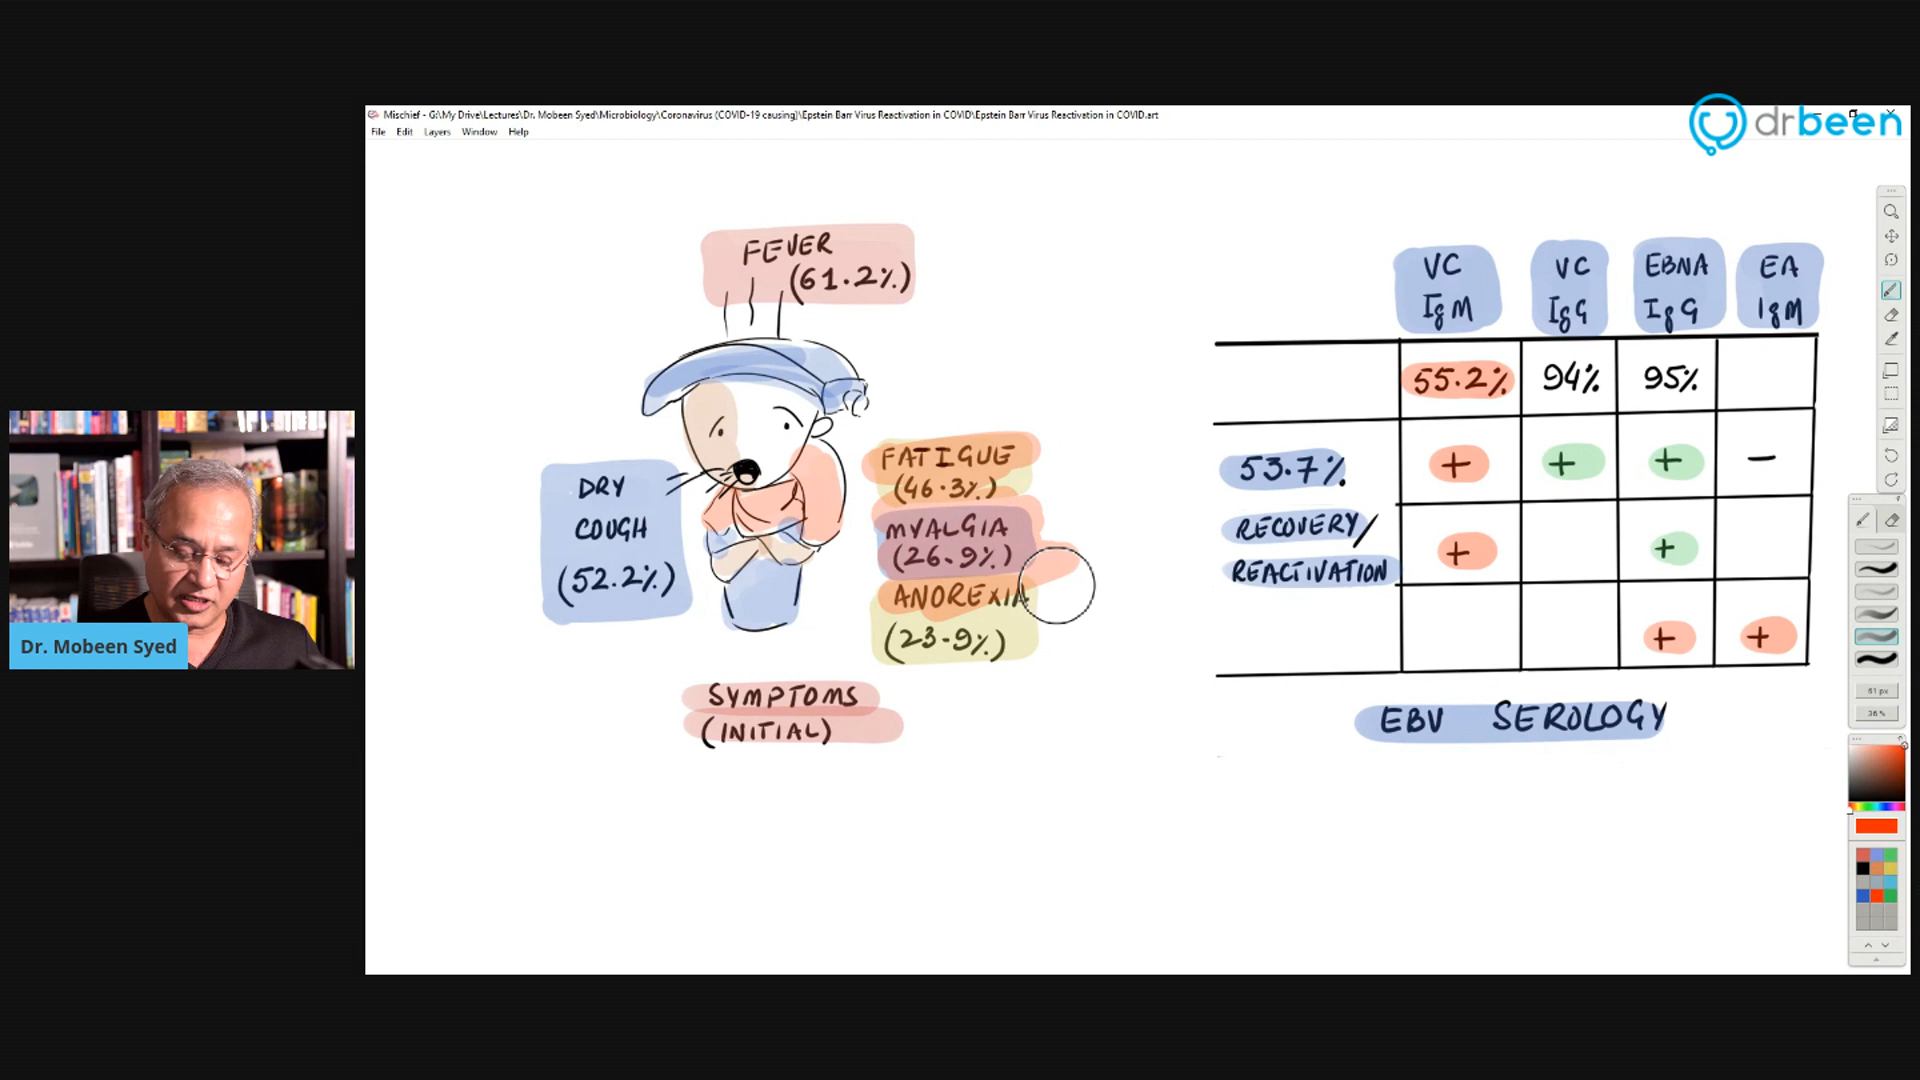 Mischief - G:\My Drive\Lectures\Dr. Mobeen Syed\Microbiology\Coronavirus (COVID-19 causing)\Epstein Barr Virus Reactivation in COVID\Epstein Barr Virus Reactivation in COVID.art
File Edit Layers Window Help
drbeen
FEVER
(61.2%)
DRY
COUGH
(52.2%)
FATIGUE
(46.3%)
MYALGIA
(26.9%)
ANOREXIA
(23.9%)
SYMPTOMS
(INITIAL)
VC IgM VC IgG EBNA IgG EA IgM
55.2% 94% 95%
53.7% + + + -
RECOVERY/
REACTIVATION + +
+ +
EBV SEROLOGY
Dr. Mobeen Syed
61 px
36%